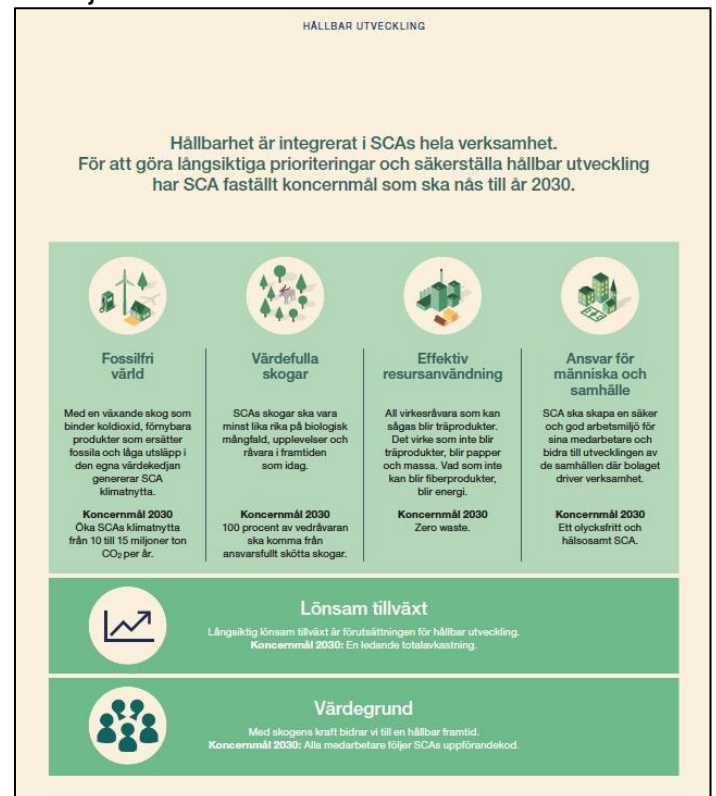 HÅLLBAR UTVECKLING
Hållbarhet är integrerat i SCAs hela verksamhet.
För att göra långsiktiga prioriteringar och säkerställa hållbar utveckling
har SCA fastställt koncernmål som ska nås till år 2030.
Fossilfri
värld
Med en växande skog som
binder koldioxid, förnybara
produkter som ersätter
fossila och låga utsläpp i
den egna värdekedjan
genererar SCA
klimatnytta.
Koncernmål 2030
Öka SCAs klimatnytta
från 10 till 15 miljoner ton
CO₂ per år.
Värdefulla
skogar
SCAs skogar ska vara
minst lika rika på biologisk
mångfald, upplevelser och
råvara i framtiden
som idag.
Koncernmål 2030
100 procent av vedråvaran
ska komma från
ansvarsfullt skötta skogar.
Effektiv
resursanvändning
All virkesråvara som kan
sågas blir träprodukter.
Det virke som inte blir
träprodukter, blir papper
och massa. Vad som inte
kan blir fiberprodukter,
blir energi.
Koncernmål 2030
Zero waste.
Ansvar för
människa och
samhälle
SCA ska skapa en säker
och god arbetsmiljö för
sina medarbetare och
bidra till utvecklingen av
de samhällen där bolaget
driver verksamhet.
Koncernmål 2030
Ett olycksfritt och
hälsosamt SCA.
Lönsam tillväxt
Långsiktig lönsam tillväxt är förutsättningen för hållbar utveckling.
Koncernmål 2030: En ledande totalavkastning.
Värdegrund
Med skogens kraft bidrar vi till en hållbar framtid.
Koncernmål 2030: Alla medarbetare följer SCAs uppförandekod.